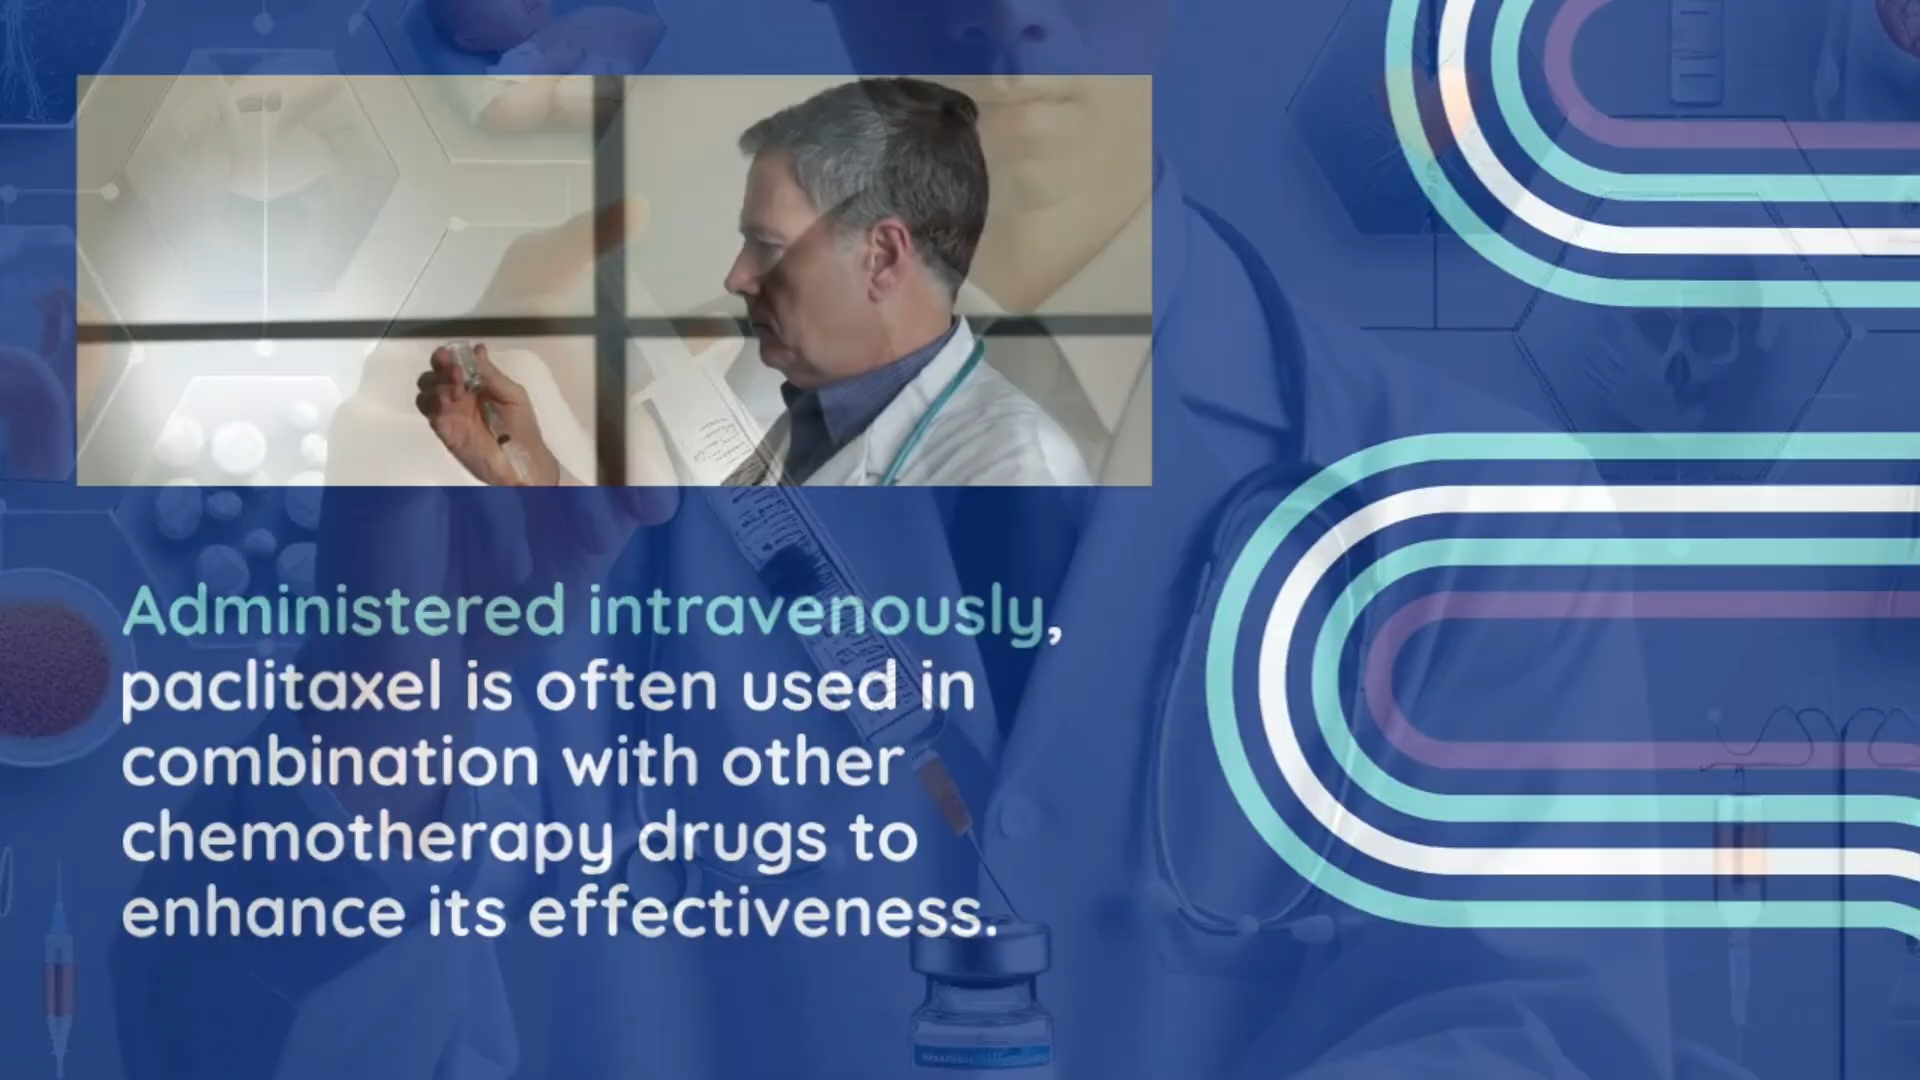 Administered intravenously,
paclitaxel is often used in
combination with other
chemotherapy drugs to
enhance its effectiveness.